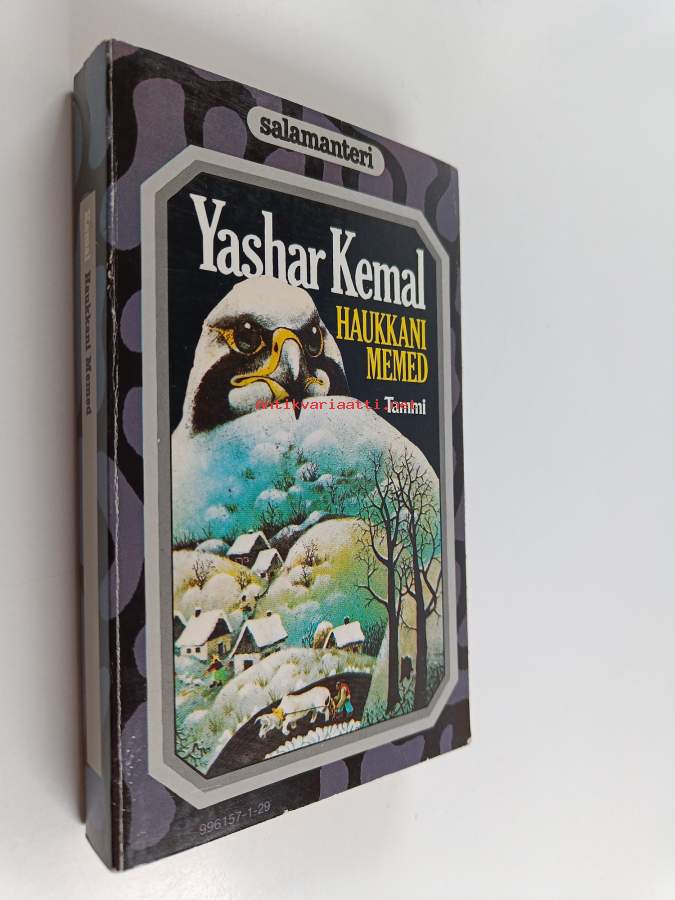 salamanteri
Yashar Kemal
HAUKKANI
MEMED
Tammi
antikvariaatti.net
996157-1-29
Kemal Haukkani Memed